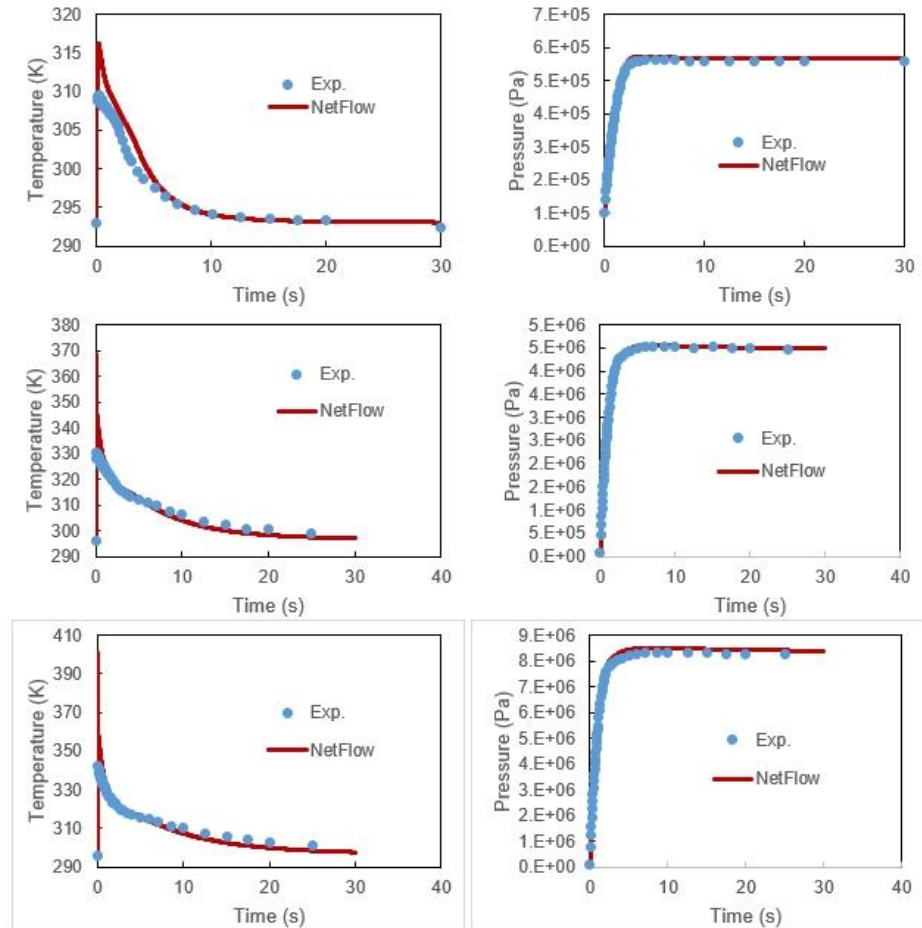 320
315
310
305
300
295
290
Temperature (K)
Exp.
NetFlow
0
10
20
30
Time (s)
7.E+05
6.E+05
5.E+05
4.E+05
3.E+05
2.E+05
1.E+05
0.E+00
Pressure (Pa)
Exp.
NetFlow
0
10
20
30
Time (s)
380
370
360
350
340
330
320
310
300
290
Temperature (K)
Exp.
NetFlow
0
10
20
30
40
Time (s)
5.E+06
5.E+06
4.E+06
4.E+06
3.E+06
3.E+06
2.E+06
2.E+06
1.E+06
5.E+05
0.E+00
Pressure (Pa)
Exp.
NetFlow
0
10
20
30
40
Time (s)
410
390
370
350
330
310
290
Temperature (K)
Exp.
NetFlow
0
10
20
30
40
Time (s)
9.E+06
8.E+06
7.E+06
6.E+06
5.E+06
4.E+06
3.E+06
2.E+06
1.E+06
0.E+00
Pressure (Pa)
Exp.
NetFlow
0
10
20
30
40
Time (s)